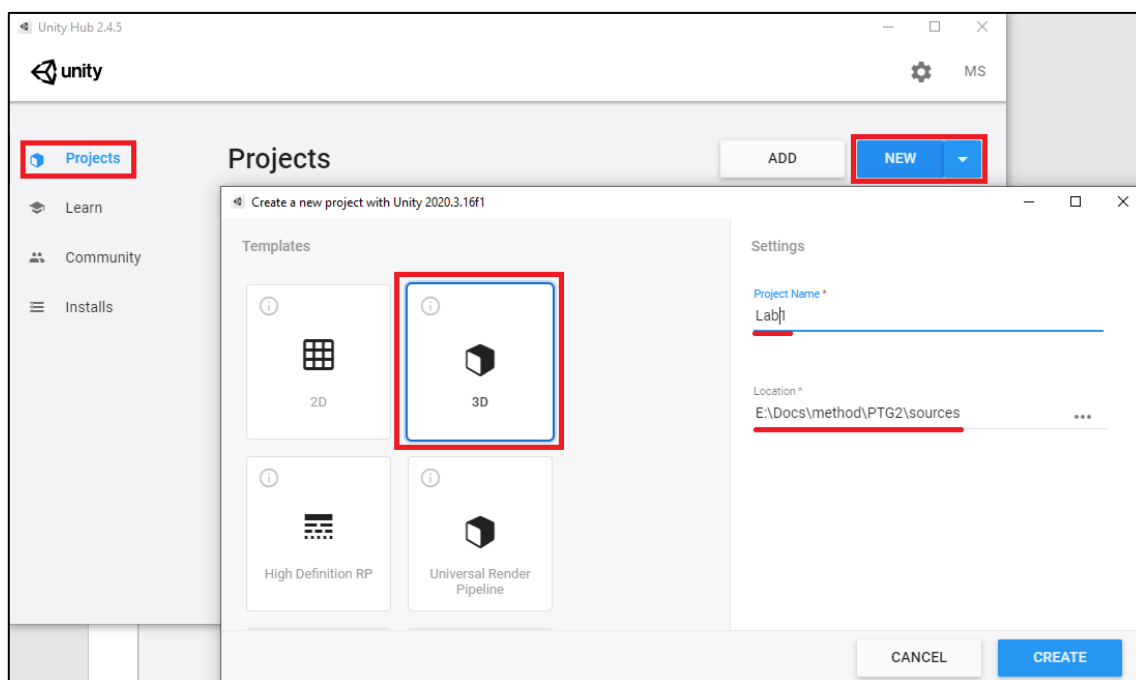 Unity Hub 2.4.5
unity
MS
Projects
Learn
Community
Installs
Projects
ADD
NEW
Create a new project with Unity 2020.3.16f1
Templates
2D
3D
High Definition RP
Universal Render
Pipeline
Settings
Project Name *
Lab1
Location *
E:\Docs\method\PTG2\sources
CANCEL
CREATE